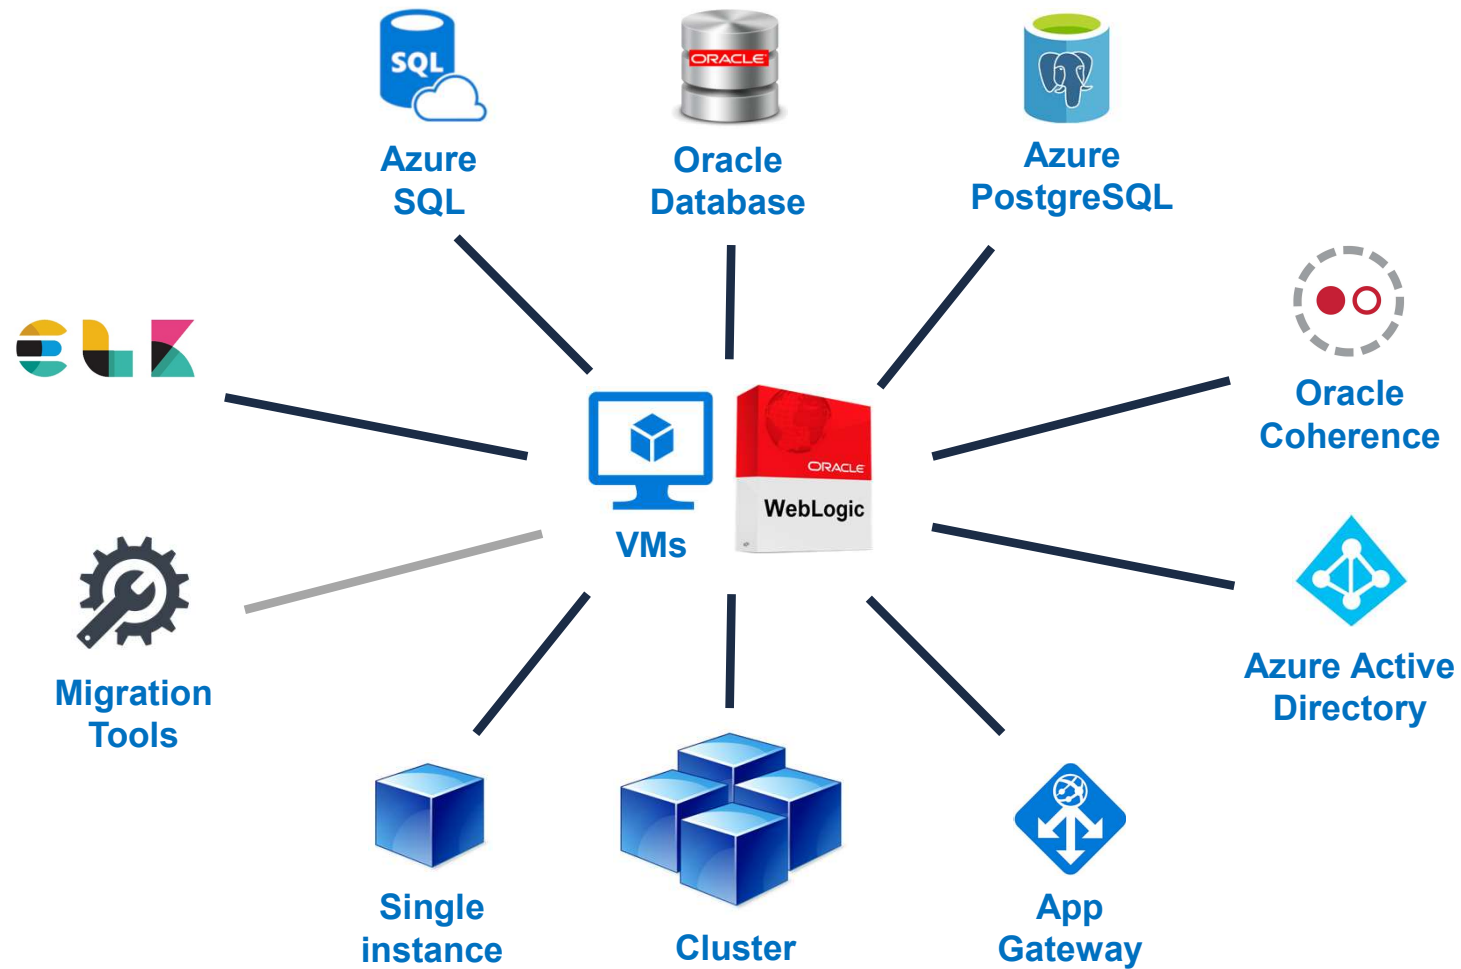 SQL
ORACLE
Azure
SQL
Oracle
Database
Azure
PostgreSQL
ELK
Oracle
Coherence
ORACLE
WebLogic
VMs
Azure Active
Directory
Migration
Tools
Single
instance
Cluster
App
Gateway